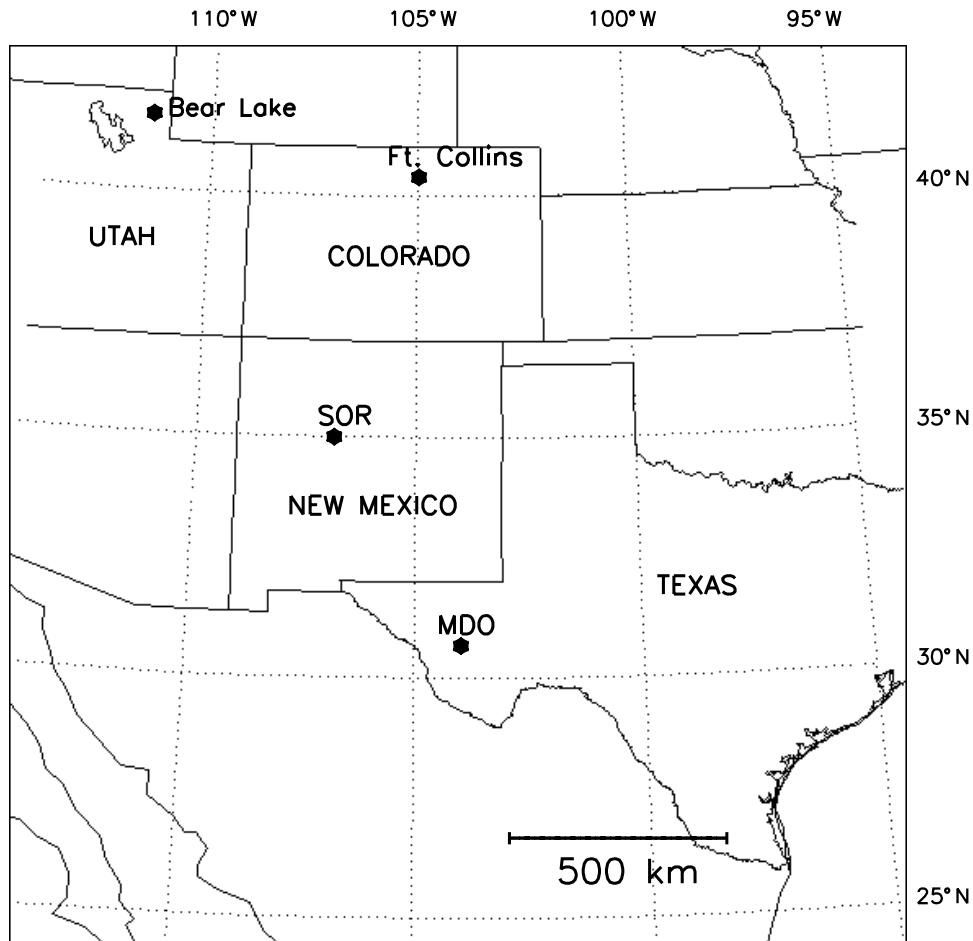 110°W 105°W 100°W 95°W
Bear Lake
Ft. Collins
40°N
UTAH
COLORADO
SOR
35°N
NEW MEXICO
TEXAS
MDO
30°N
500 km
25°N